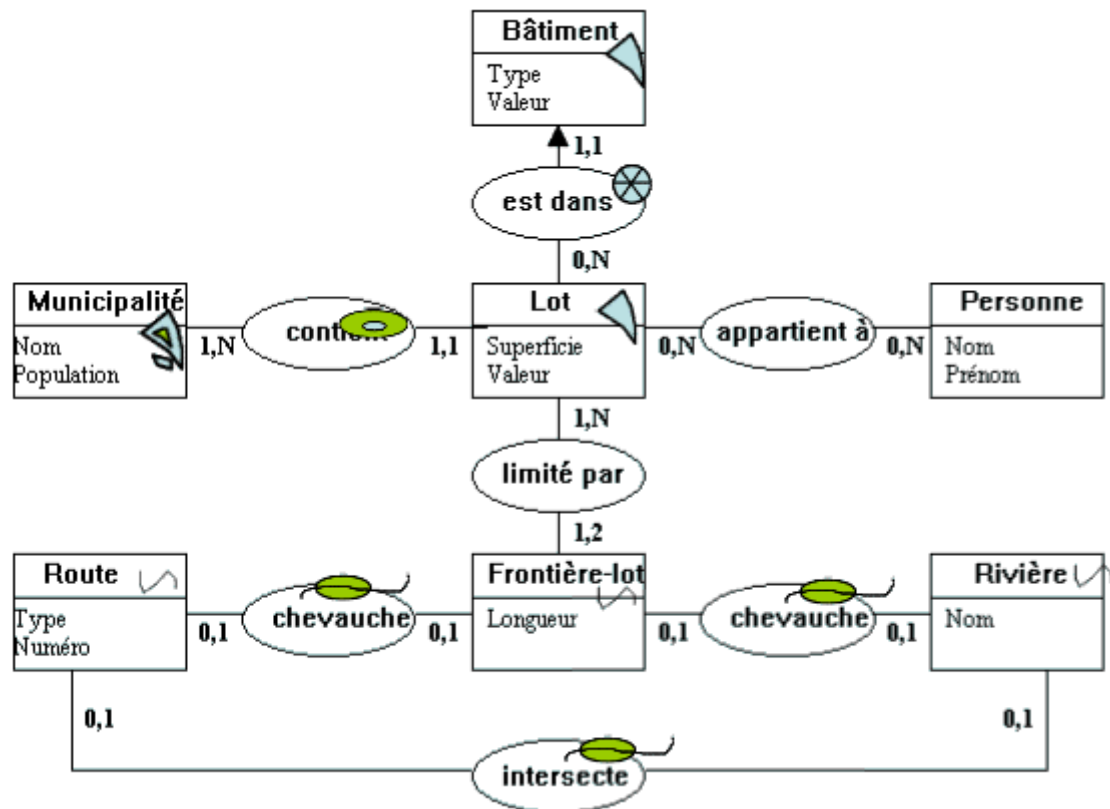 Bâtiment
Type
Valeur
1,1
est dans
0,N
Municipalité
Nom
Population
1,N
1,1
Lot
Superficie
Valeur
0,N
appartient à
0,N
Personne
Nom
Prénom
1,N
limité par
1,2
Route
Type
Numéro
0,1
chevauche
0,1
Frontière-lot
Longueur
0,1
chevauche
0,1
Rivière
Nom
0,1
0,1
intersecte